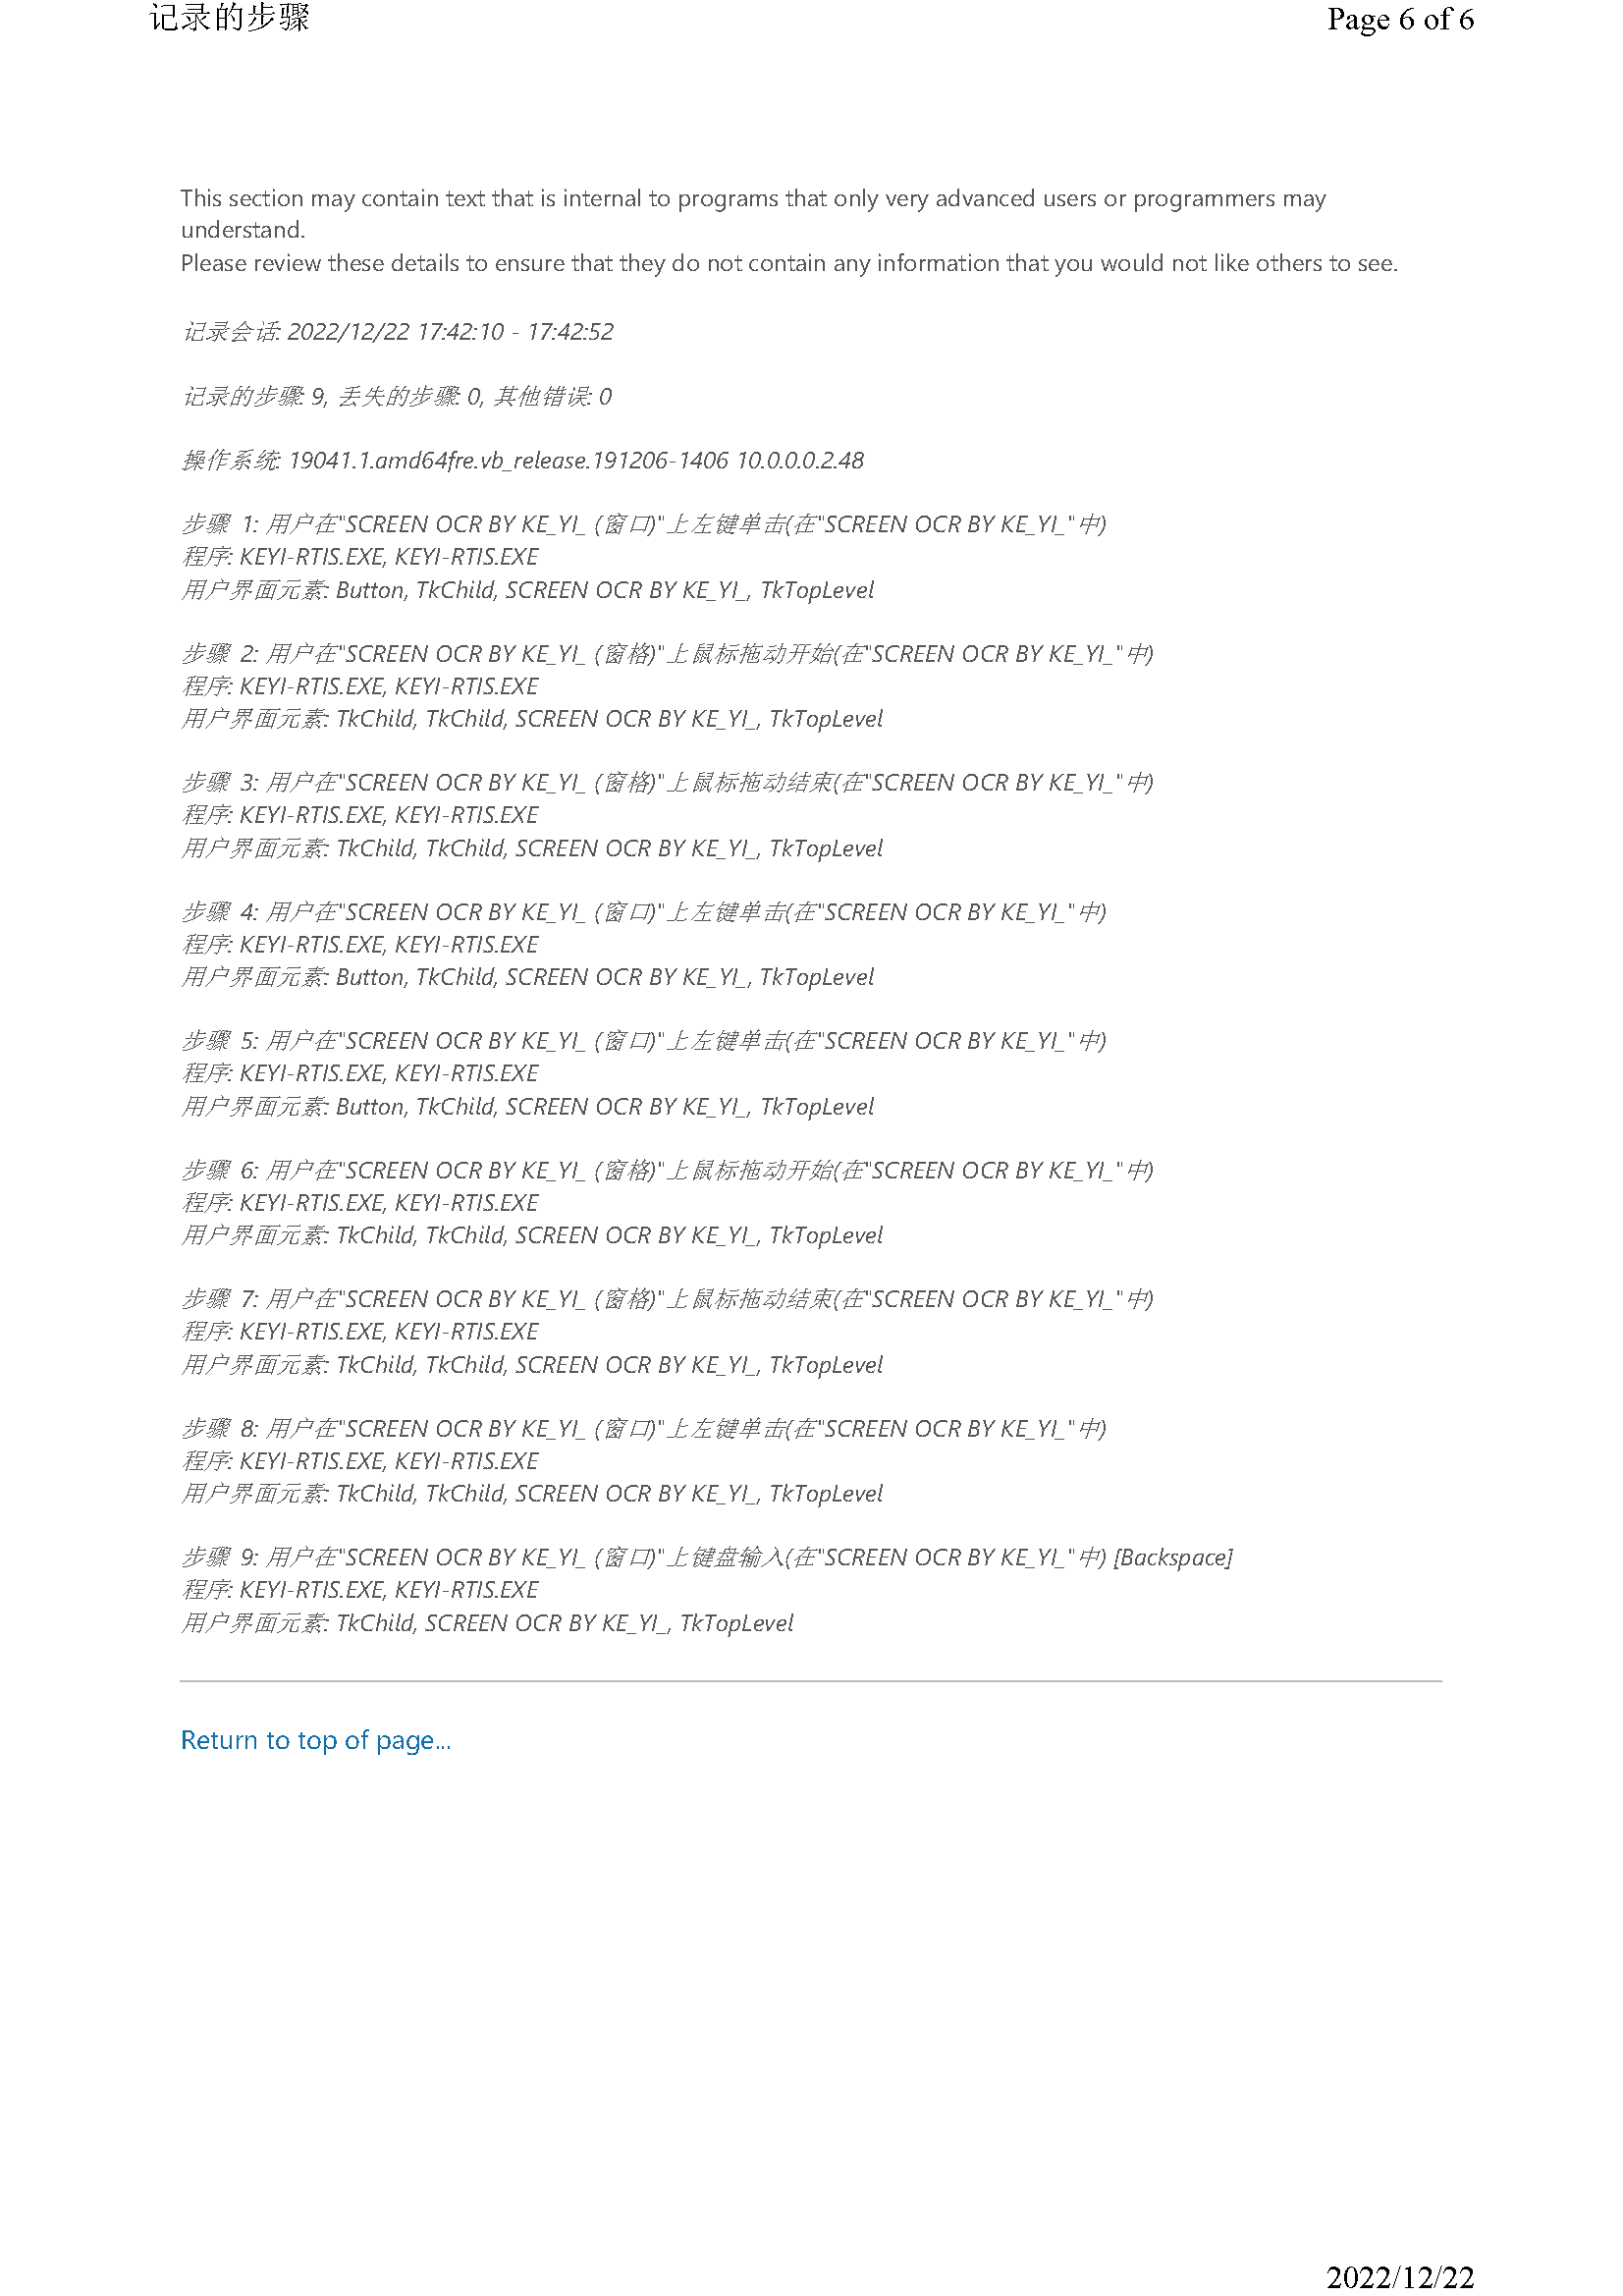 记录的步骤
Page 6 of 6
This section may contain text that is internal to programs that only very advanced users or programmers may
understand.
Please review these details to ensure that they do not contain any information that you would not like others to see.
记录会话: 2022/12/22 17:42:10 - 17:42:52
记录的步骤: 9, 丢失的步骤: 0, 其他错误: 0
操作系统: 19041.1.amd64fre.vb_release.191206-1406 10.0.0.0.2.48
步骤 1: 用户在"SCREEN OCR BY KE_YI_ (窗口)"上左键单击(在"SCREEN OCR BY KE_YI_"中)
程序: KEYI-RTIS.EXE, KEYI-RTIS.EXE
用户界面元素: Button, TkChild, SCREEN OCR BY KE_YI_, TkTopLevel
步骤 2: 用户在"SCREEN OCR BY KE_YI_ (窗格)"上鼠标拖动开始(在"SCREEN OCR BY KE_YI_"中)
程序: KEYI-RTIS.EXE, KEYI-RTIS.EXE
用户界面元素: TkChild, TkChild, SCREEN OCR BY KE_YI_, TkTopLevel
步骤 3: 用户在"SCREEN OCR BY KE_YI_ (窗格)"上鼠标拖动结束(在"SCREEN OCR BY KE_YI_"中)
程序: KEYI-RTIS.EXE, KEYI-RTIS.EXE
用户界面元素: TkChild, TkChild, SCREEN OCR BY KE_YI_, TkTopLevel
步骤 4: 用户在"SCREEN OCR BY KE_YI_ (窗口)"上左键单击(在"SCREEN OCR BY KE_YI_"中)
程序: KEYI-RTIS.EXE, KEYI-RTIS.EXE
用户界面元素: Button, TkChild, SCREEN OCR BY KE_YI_, TkTopLevel
步骤 5: 用户在"SCREEN OCR BY KE_YI_ (窗口)"上左键单击(在"SCREEN OCR BY KE_YI_"中)
程序: KEYI-RTIS.EXE, KEYI-RTIS.EXE
用户界面元素: Button, TkChild, SCREEN OCR BY KE_YI_, TkTopLevel
步骤 6: 用户在"SCREEN OCR BY KE_YI_ (窗格)"上鼠标拖动开始(在"SCREEN OCR BY KE_YI_"中)
程序: KEYI-RTIS.EXE, KEYI-RTIS.EXE
用户界面元素: TkChild, TkChild, SCREEN OCR BY KE_YI_, TkTopLevel
步骤 7: 用户在"SCREEN OCR BY KE_YI_ (窗格)"上鼠标拖动结束(在"SCREEN OCR BY KE_YI_"中)
程序: KEYI-RTIS.EXE, KEYI-RTIS.EXE
用户界面元素: TkChild, TkChild, SCREEN OCR BY KE_YI_, TkTopLevel
步骤 8: 用户在"SCREEN OCR BY KE_YI_ (窗口)"上左键单击(在"SCREEN OCR BY KE_YI_"中)
程序: KEYI-RTIS.EXE, KEYI-RTIS.EXE
用户界面元素: TkChild, TkChild, SCREEN OCR BY KE_YI_, TkTopLevel
步骤 9: 用户在"SCREEN OCR BY KE_YI_ (窗口)"上键盘输入(在"SCREEN OCR BY KE_YI_"中) [Backspace]
程序: KEYI-RTIS.EXE, KEYI-RTIS.EXE
用户界面元素: TkChild, SCREEN OCR BY KE_YI_, TkTopLevel
Return to top of page...
2022/12/22